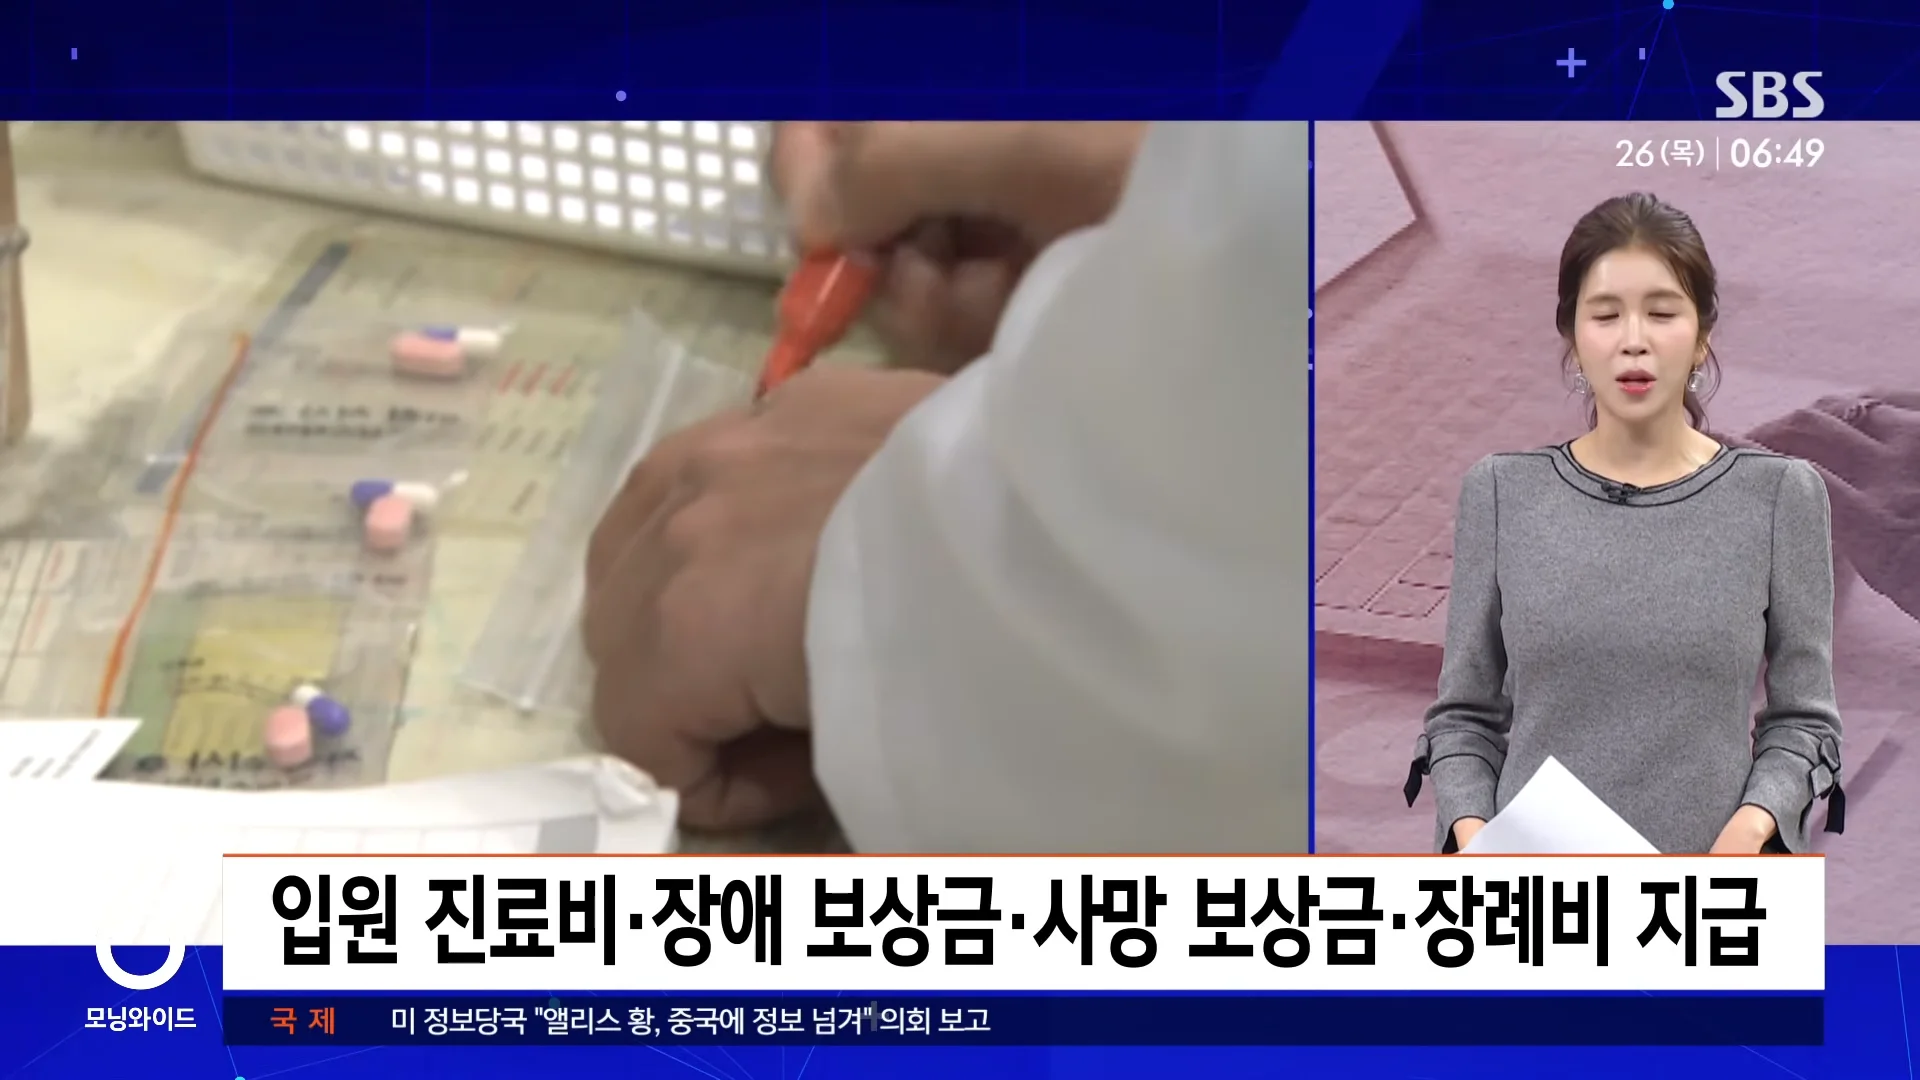 SBS
26(목) | 06:49
입원 진료비·장애 보상금·사망 보상금·장례비 지급
모닝와이드
국 제 미 정보당국 "앨리스 황, 중국에 정보 넘겨" 의회 보고